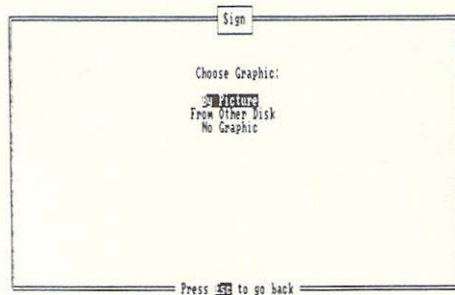 Sign
Choose Graphic:
By Picture
From Other Disk
No Graphic
Press Esc to go back